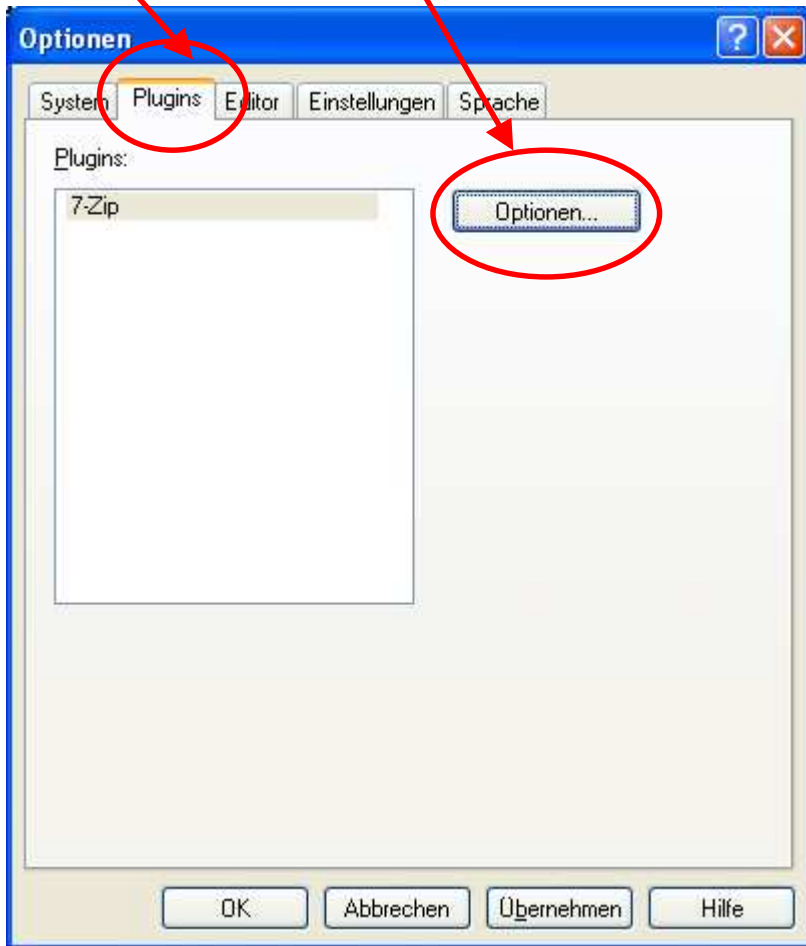 Optionen
System Plugins Editor Einstellungen Sprache
Plugins:
7-Zip
Optionen...
OK Abbrechen Übernehmen Hilfe